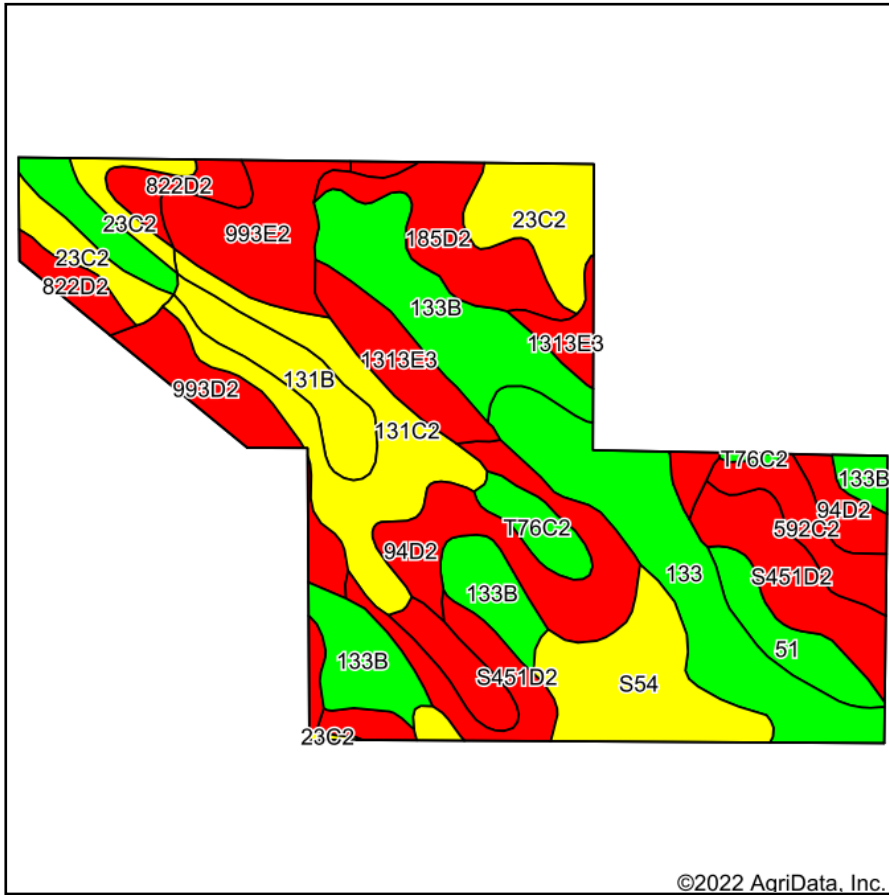 822D2
23C2
23C2
993E2
185D2
23C2
822D2
133B
1313E3
1313E3
131B
993D2
131C2
T76C2
133B
94D2
592C2
T76C2
94D2
133
S451D2
133B
51
133B
S451D2
S54
23C2
©2022 AgriData, Inc.